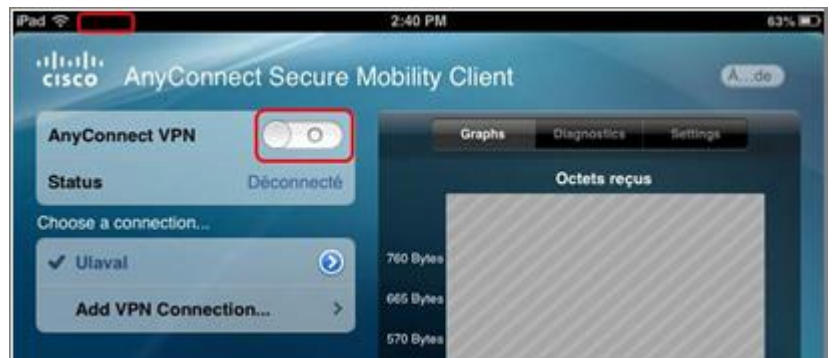 iPad 2:40 PM 63%
cisco AnyConnect Secure Mobility Client A...de
AnyConnect VPN
Graphs Diagnostics Settings
Status Déconnecté
Octets reçus
Choose a connection...
Ulaval
760 Bytes
Add VPN Connection...
665 Bytes
570 Bytes